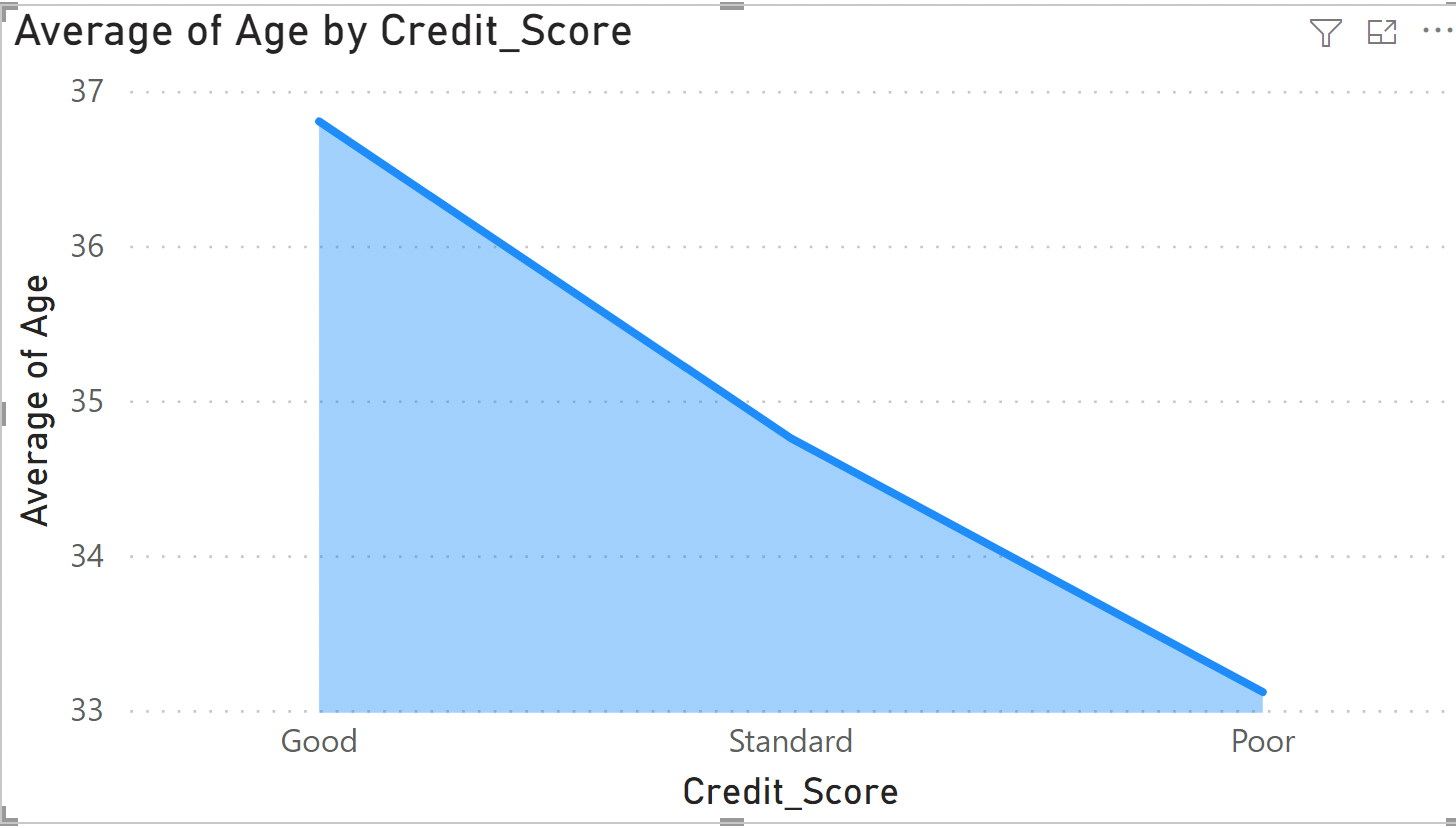 Average of Age by Credit_Score
37
36
35
34
33
Average of Age
Good Standard Poor
Credit_Score